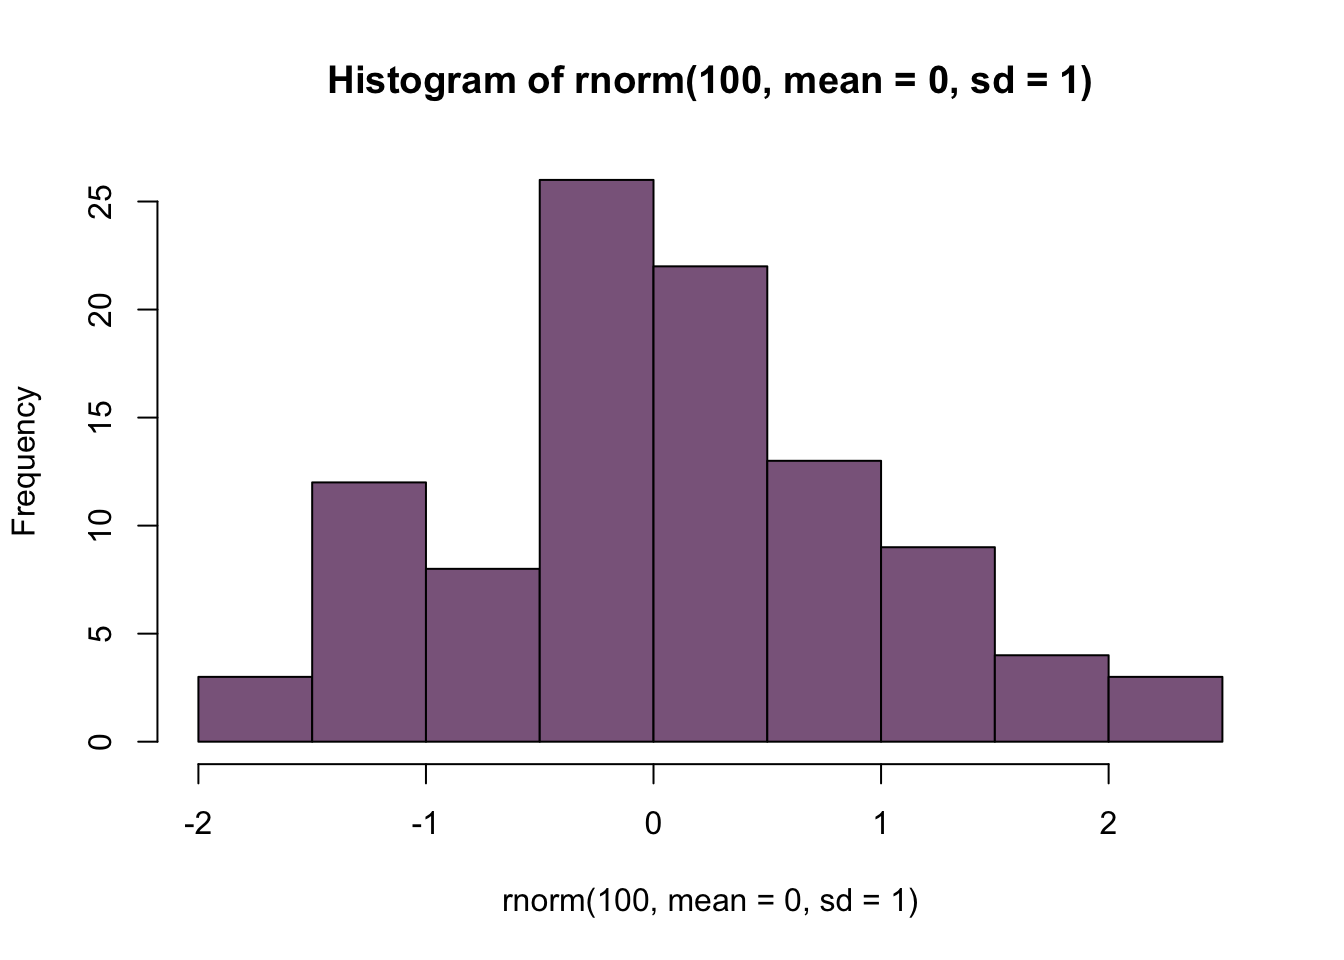 Histogram of rnorm(100, mean = 0, sd = 1)
Frequency
25
20
15
10
5
0
-2 -1 0 1 2
rnorm(100, mean = 0, sd = 1)